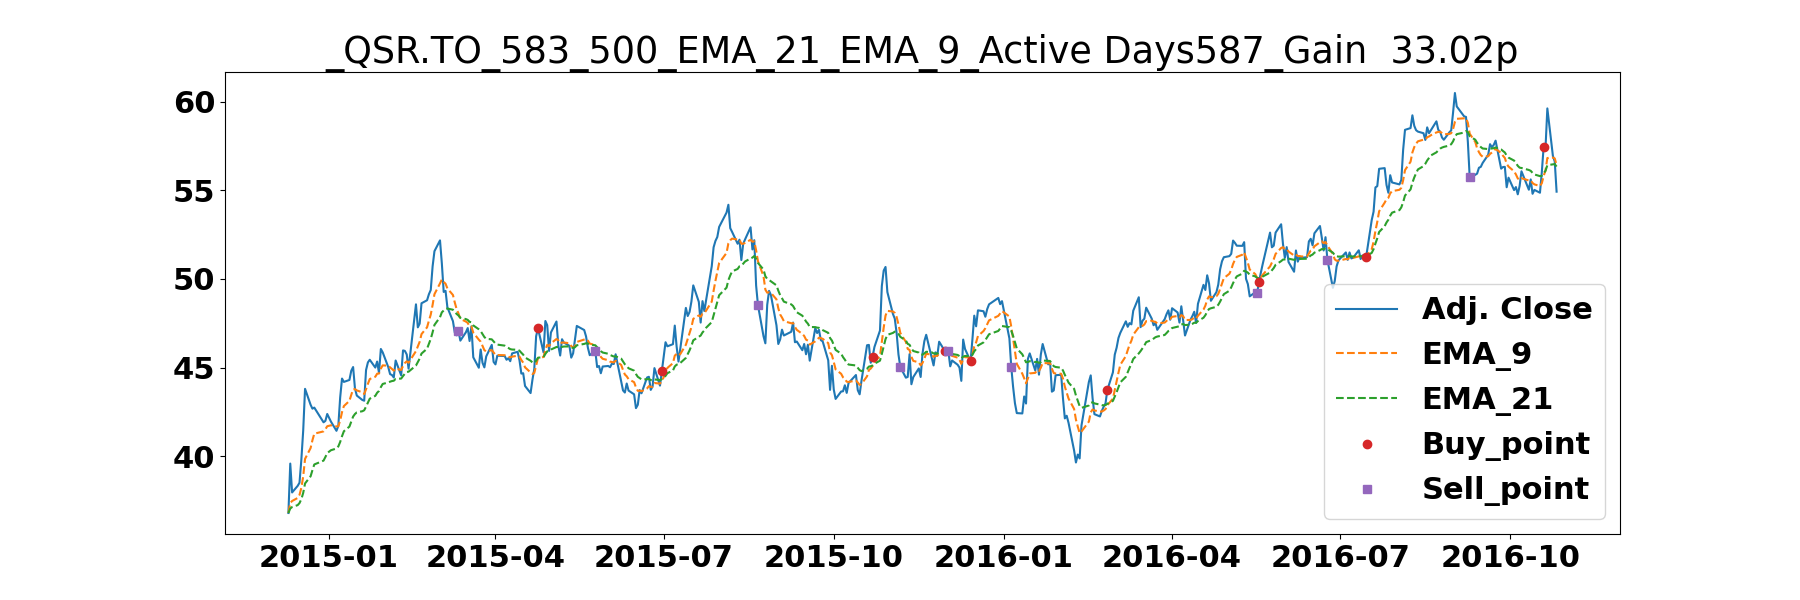 _QSR.TO_583_500_EMA_21_EMA_9_Active Days587_Gain  33.02p
60
55
50
45
40
Adj. Close
EMA_9
EMA_21
Buy_point
Sell_point
2015-01 2015-04 2015-07 2015-10 2016-01 2016-04 2016-07 2016-10